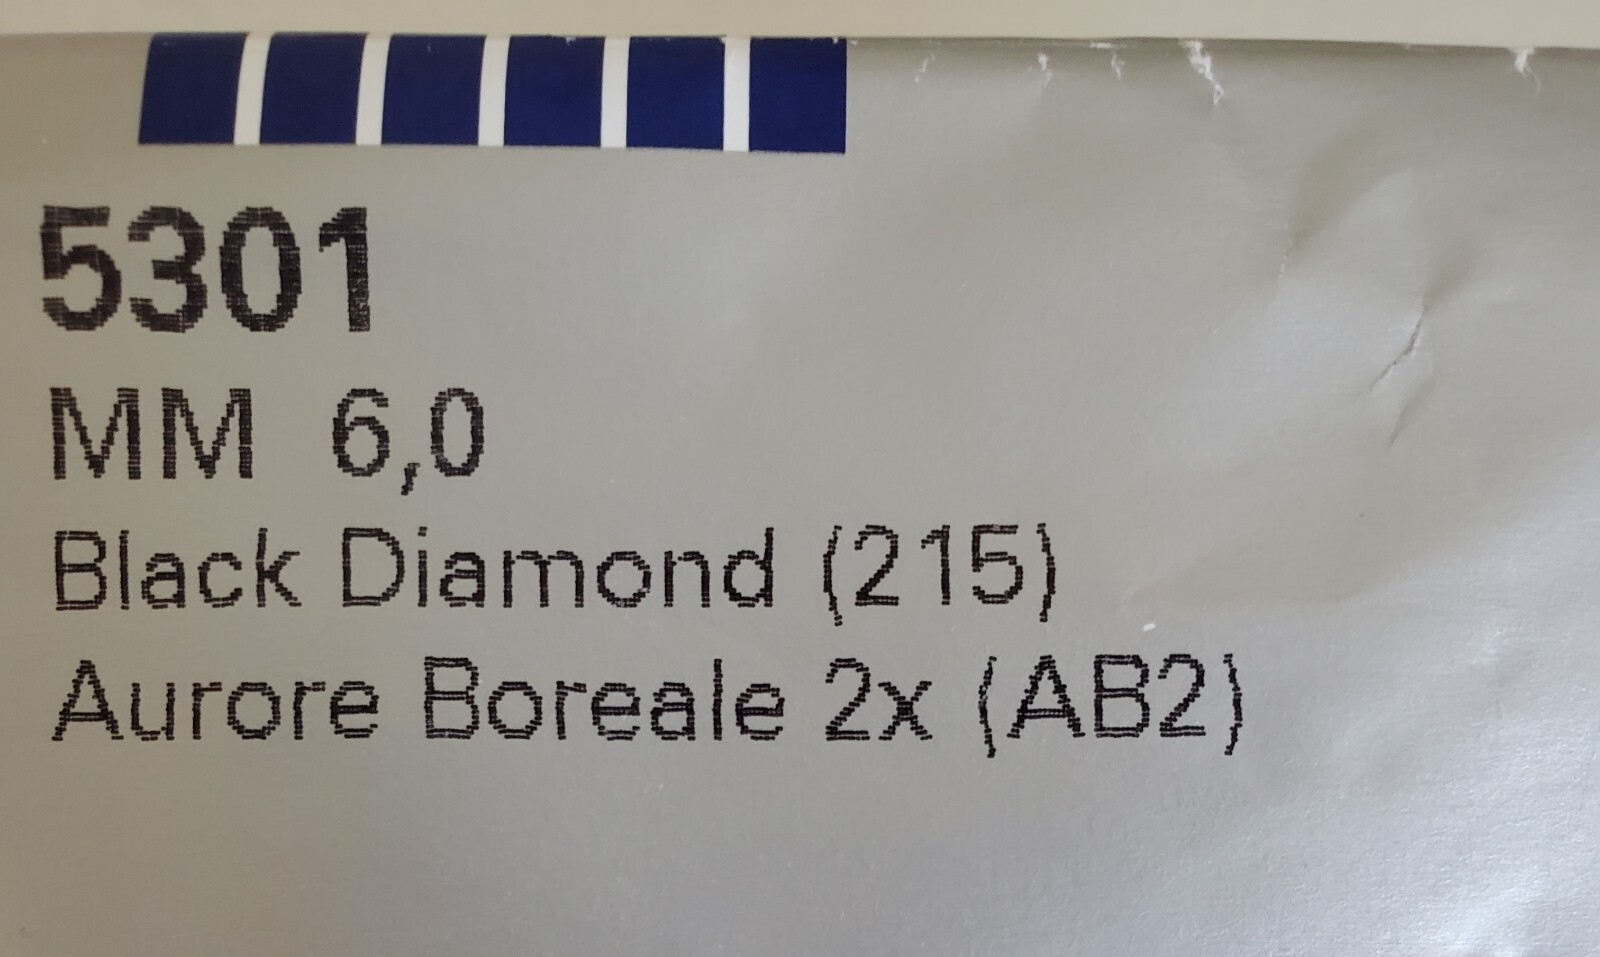 5301
MM 6,0
Black Diamond (215)
Aurore Boreale 2x (AB2)